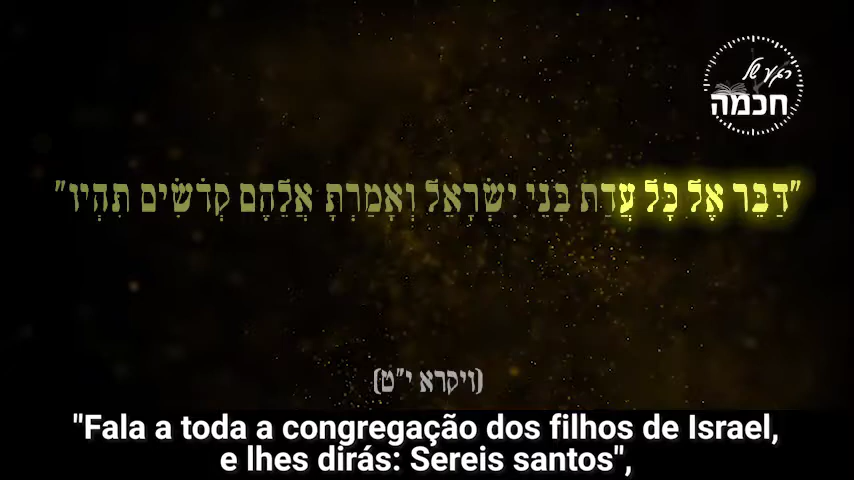 רגע של
חכמה
"דַּבֵּר אֶל כָּל עֲדַת בְּנֵי יִשְׂרָאֵל וְאָמַרְתָּ אֲלֵהֶם קְדֹשִׁים תִּהְיוּ"
(ויקרא י"ט)
"Fala a toda a congregação dos filhos de Israel,
e lhes dirás: Sereis santos",